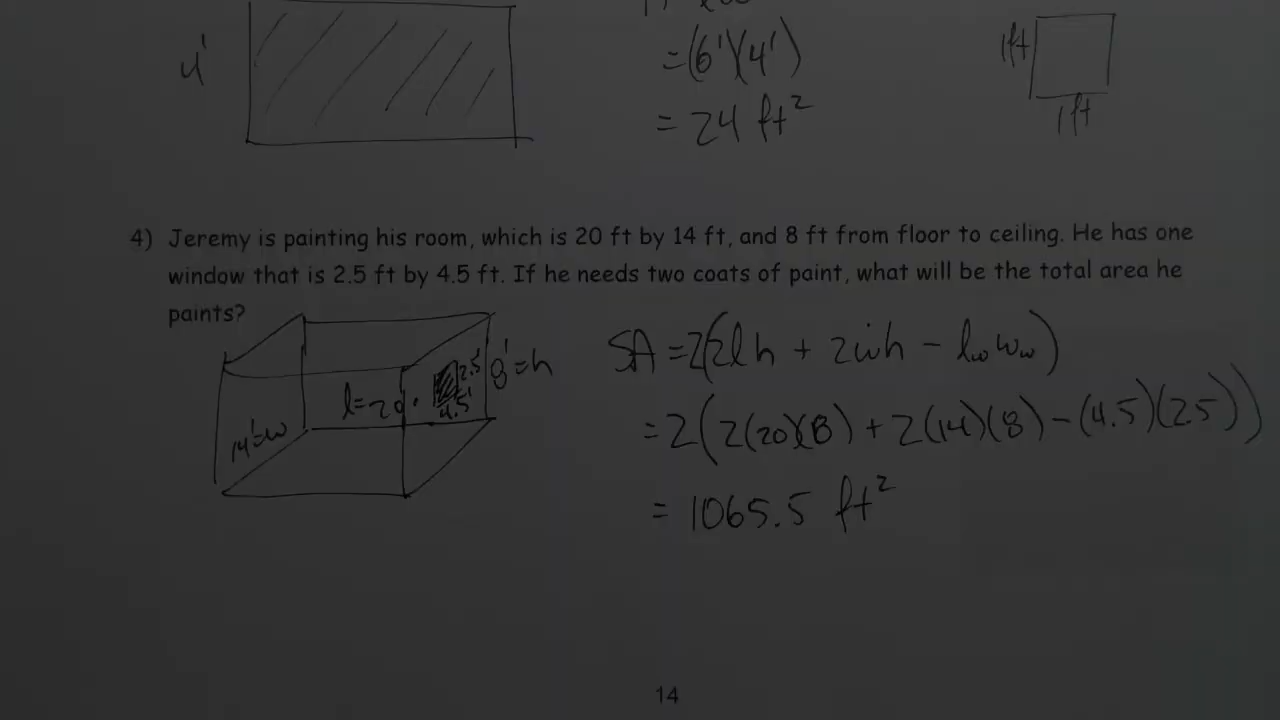 4'
= (6')(4')
= 24 ft²
1ft
1ft
4) Jeremy is painting his room, which is 20 ft by 14 ft, and 8 ft from floor to ceiling. He has one
window that is 2.5 ft by 4.5 ft. If he needs two coats of paint, what will be the total area he
paints?
14'=w
l=20'
2.5'
4.5'
8'=h
SA = 2(2lh + 2wh - l_w w_w)
= 2(2(20)(8) + 2(14)(8) - (4.5)(2.5))
= 1065.5 ft²
14